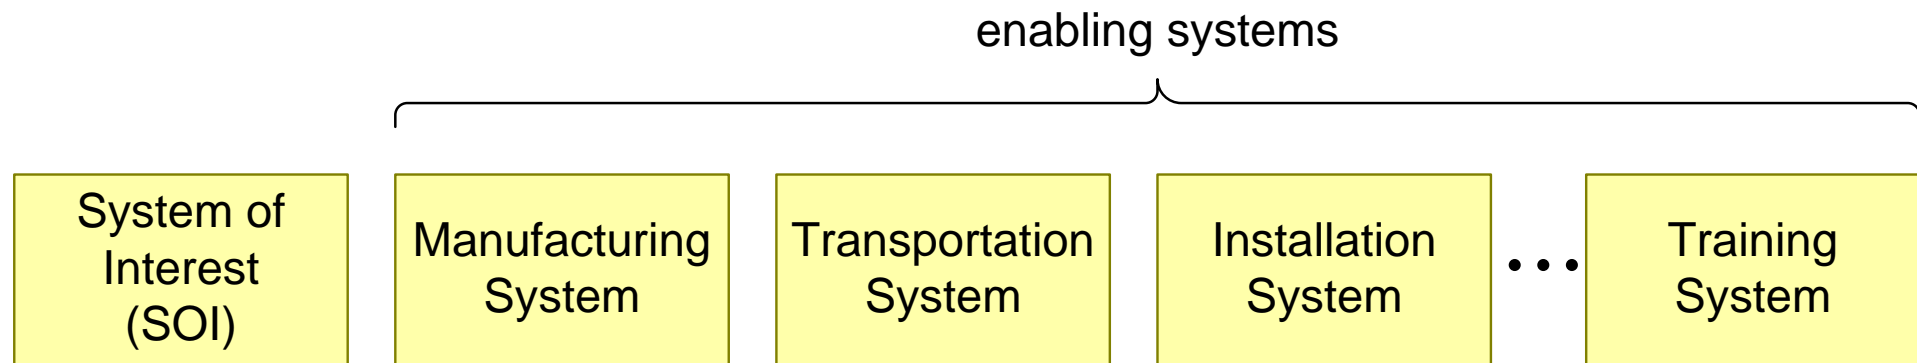 enabling systems
System of
Interest
(SOI)
Manufacturing
System
Transportation
System
Installation
System
...
Training
System